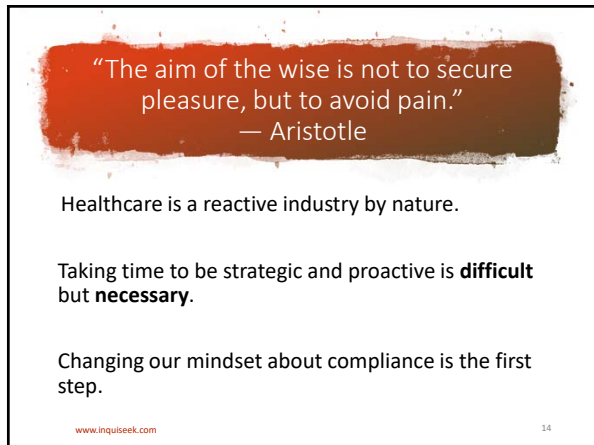 “The aim of the wise is not to secure
pleasure, but to avoid pain.”
— Aristotle
Healthcare is a reactive industry by nature.
Taking time to be strategic and proactive is difficult
but necessary.
Changing our mindset about compliance is the first
step.
www.inquiseek.com
14